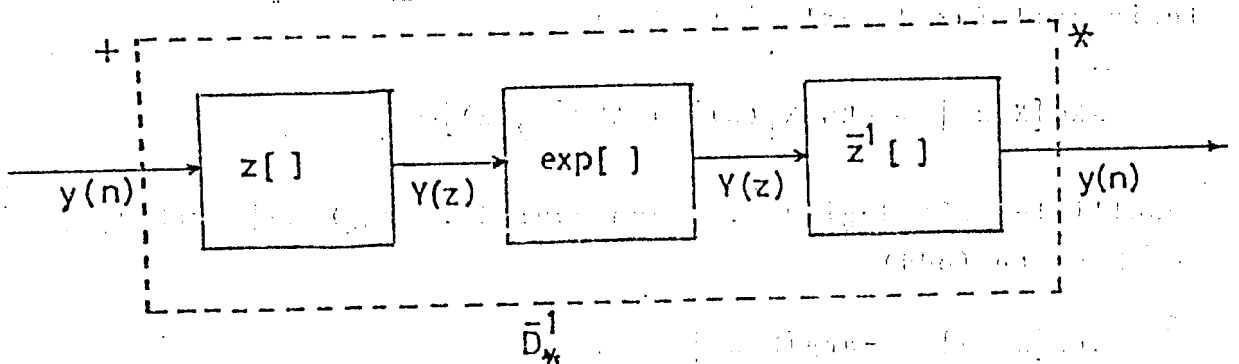 + *
z[ ] exp[ ] z̄¹ [ ]
y(n) Y(z) Y(z) y(n)
D̄¹*